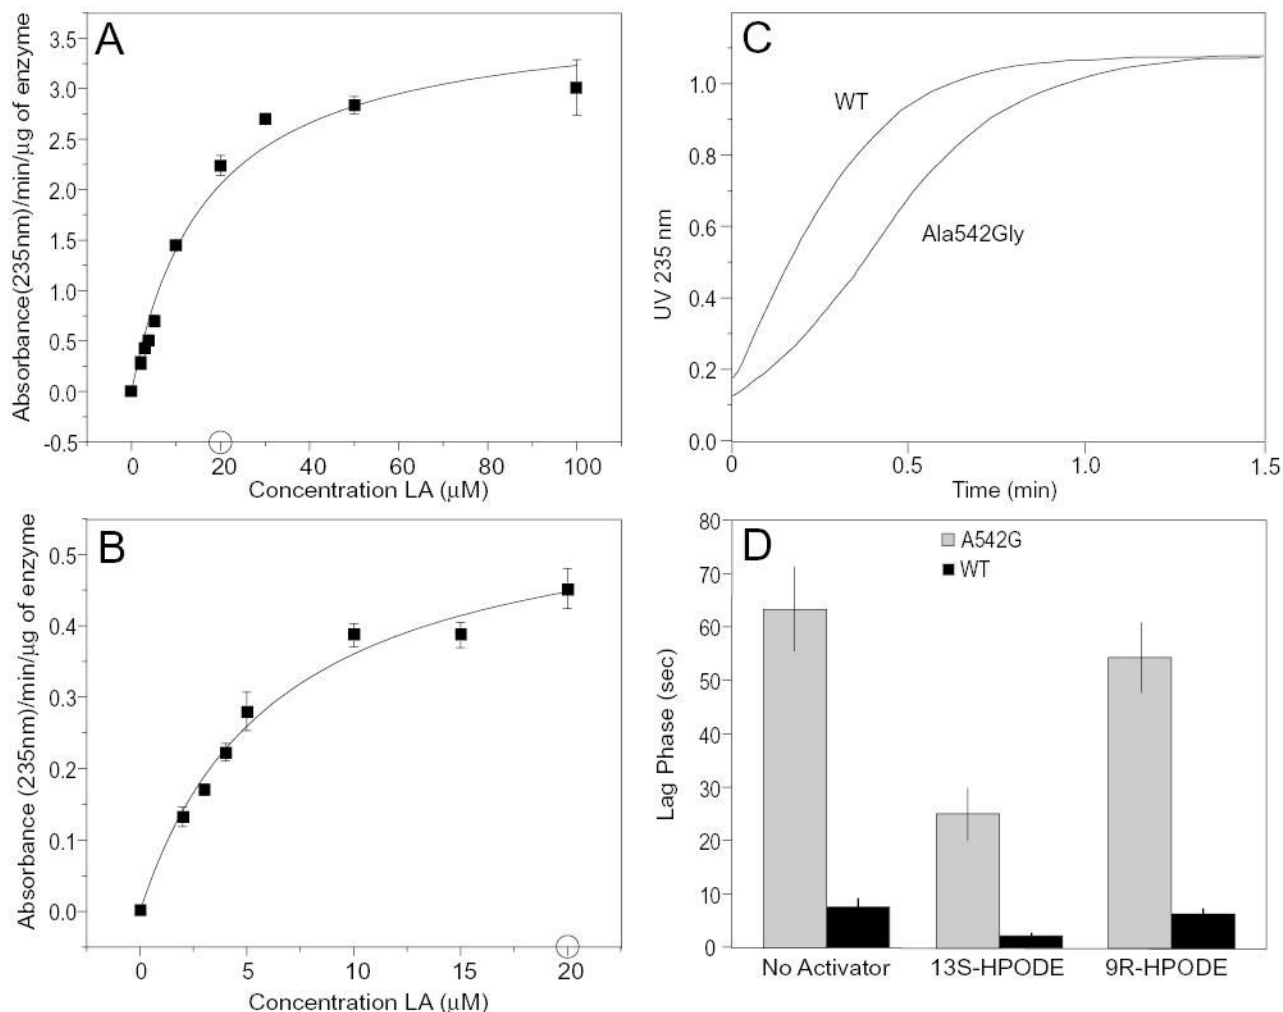 A
Absorbance(235nm)/min/μg of enzyme
3.5
3.0
2.5
2.0
1.5
1.0
0.5
0.0
-0.5
0 20 40 60 80 100
Concentration LA (μM)
C
UV 235 nm
1.0
0.8
0.6
0.4
0.2
0.0
WT
Ala542Gly
0 0.5 1.0 1.5
Time (min)
B
Absorbance (235nm)/min/μg of enzyme
0.5
0.4
0.3
0.2
0.1
0.0
0 5 10 15 20
Concentration LA (μM)
D
A542G
WT
Lag Phase (sec)
80
70
60
50
40
30
20
10
0
No Activator 13S-HPODE 9R-HPODE